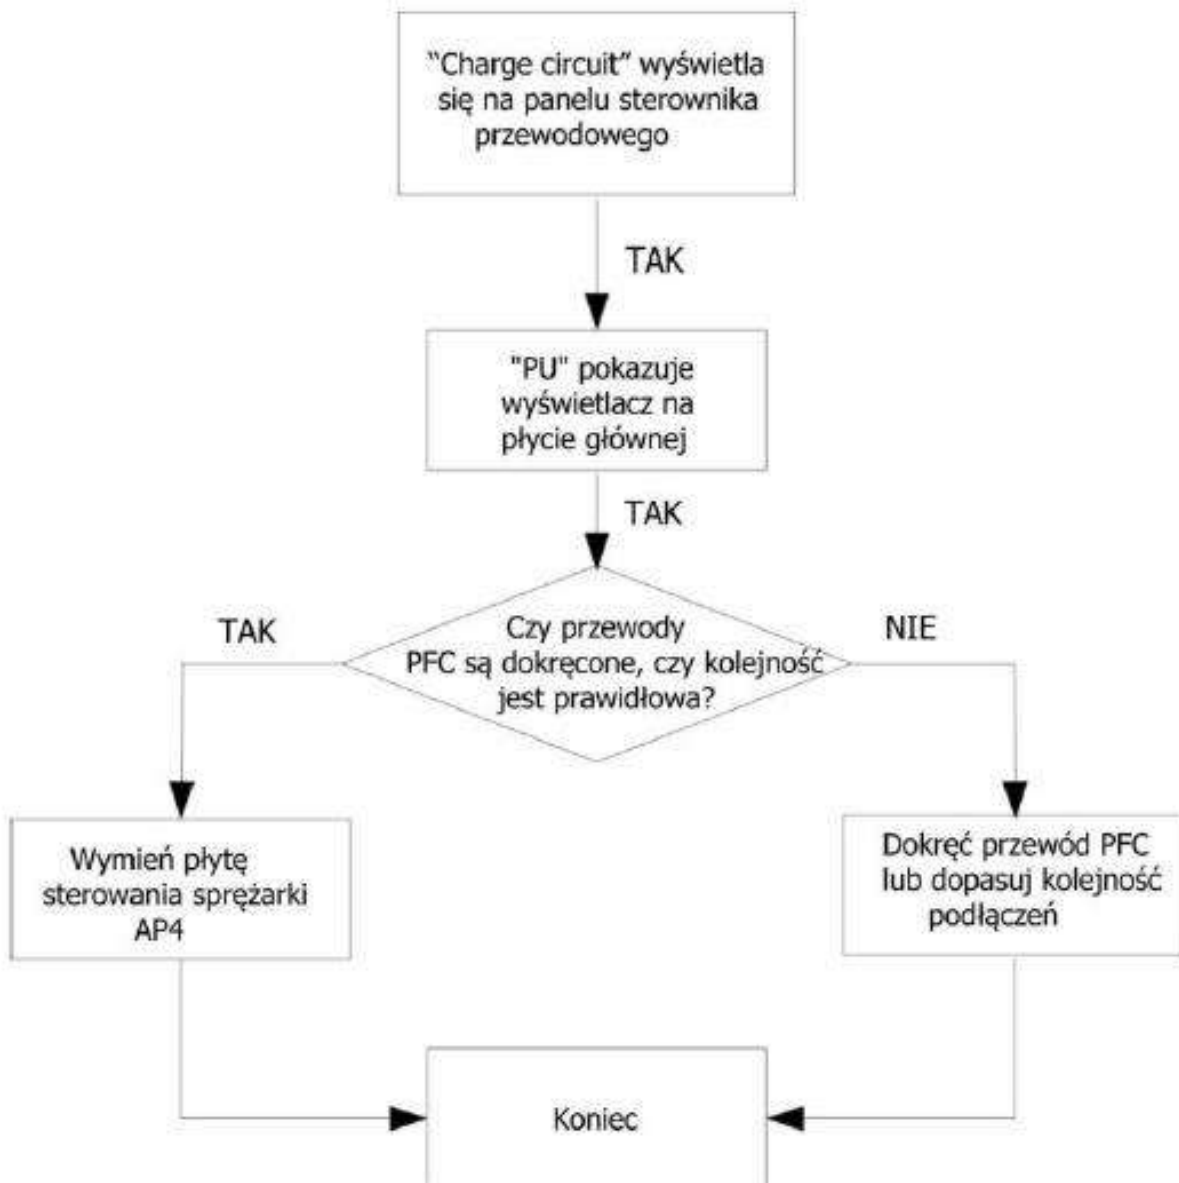 “Charge circuit” wyświetla
się na panelu sterownika
przewodowego
TAK
"PU" pokazuje
wyświetlacz na
płycie głównej
TAK
Czy przewody
PFC są dokręcone, czy kolejność
jest prawidłowa?
TAK
NIE
Wymień płytę
sterowania sprężarki
AP4
Dokręć przewód PFC
lub dopasuj kolejność
podłączeń
Koniec